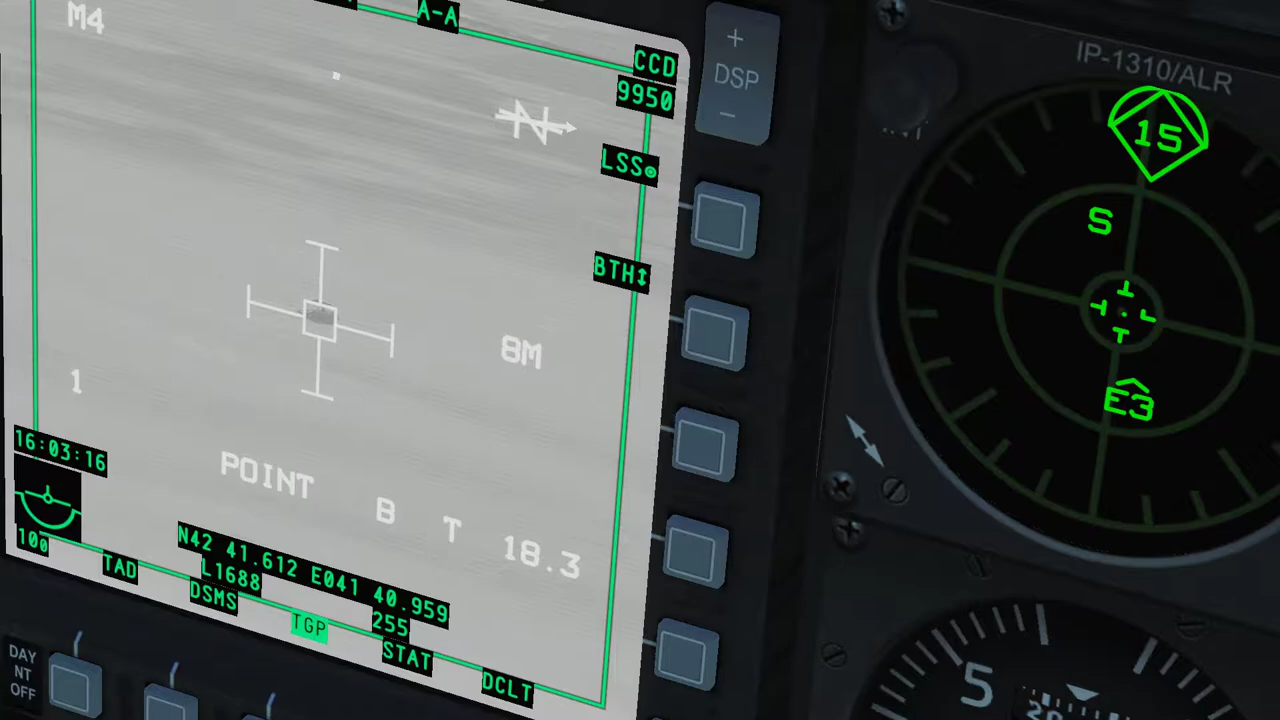 M4
A-A
CCD
9950
N
LSS
BTH↕
8M
1
16:03:16
POINT B T 18.3
100
N42 41.612 E041 40.959
L1688 255
TAD
DSMS
TGP
STAT
DCLT
+
DSP
−
DAY
NT
OFF
IP-1310/ALR
15
S
E3
5